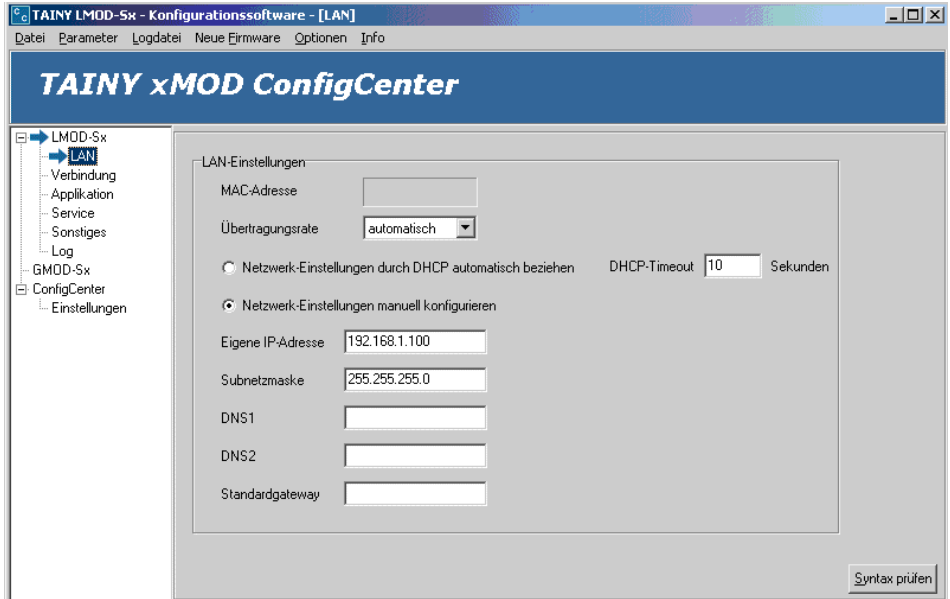 TAINY LMOD-Sx - Konfigurationssoftware - [LAN]
Datei Parameter Logdatei Neue Firmware Optionen Info
TAINY xMOD ConfigCenter
LMOD-Sx
LAN
Verbindung
Applikation
Service
Sonstiges
Log
GMOD-Sx
ConfigCenter
Einstellungen
LAN-Einstellungen
MAC-Adresse
Übertragungsrate automatisch
Netzwerk-Einstellungen durch DHCP automatisch beziehen DHCP-Timeout 10 Sekunden
Netzwerk-Einstellungen manuell konfigurieren
Eigene IP-Adresse 192.168.1.100
Subnetzmaske 255.255.255.0
DNS1
DNS2
Standardgateway
Syntax prüfen